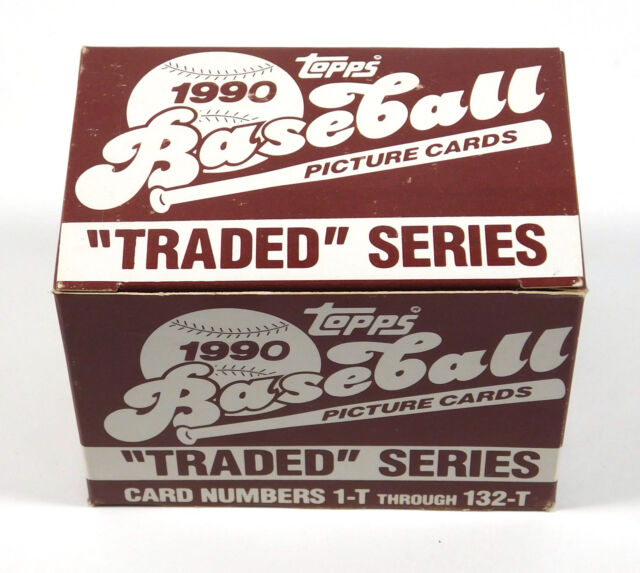 TOPPS
1990
Baseball
PICTURE CARDS
"TRADED" SERIES
TOPPS
1990
Baseball
PICTURE CARDS
"TRADED" SERIES
CARD NUMBERS 1-T THROUGH 132-T